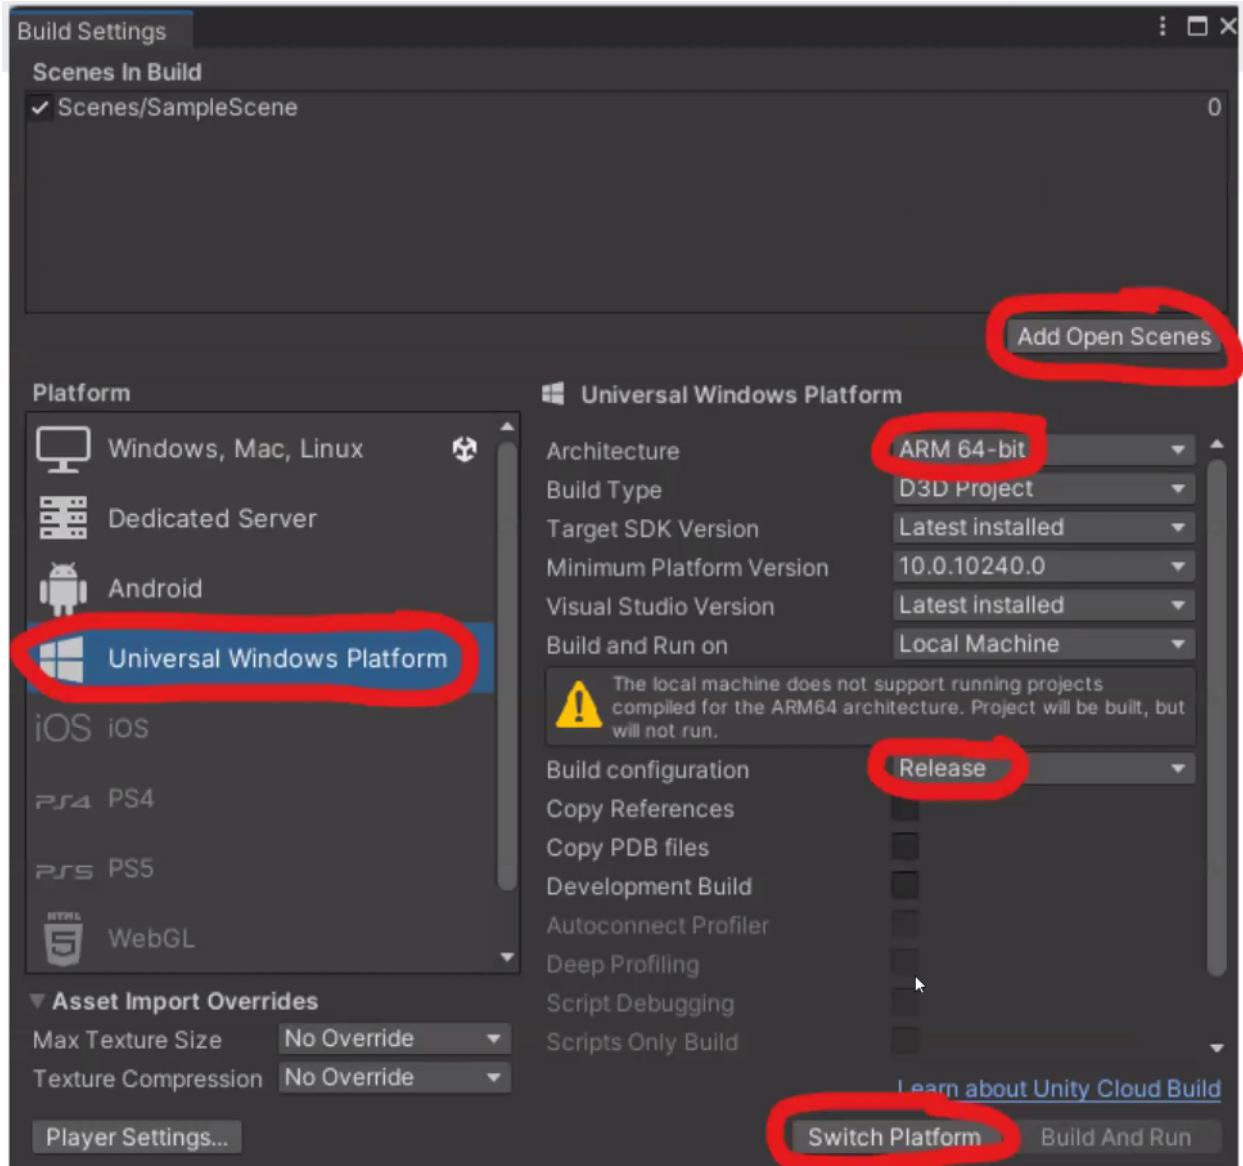 Build Settings
Scenes In Build
Scenes/SampleScene 0
Add Open Scenes
Platform
Windows, Mac, Linux
Dedicated Server
Android
Universal Windows Platform
iOS iOS
PS4 PS4
PS5 PS5
HTML 5 WebGL
Asset Import Overrides
Max Texture Size No Override
Texture Compression No Override
Player Settings...
Universal Windows Platform
Architecture ARM 64-bit
Build Type D3D Project
Target SDK Version Latest installed
Minimum Platform Version 10.0.10240.0
Visual Studio Version Latest installed
Build and Run on Local Machine
The local machine does not support running projects
compiled for the ARM64 architecture. Project will be built, but
will not run.
Build configuration Release
Copy References
Copy PDB files
Development Build
Autoconnect Profiler
Deep Profiling
Script Debugging
Scripts Only Build
Learn about Unity Cloud Build
Switch Platform Build And Run